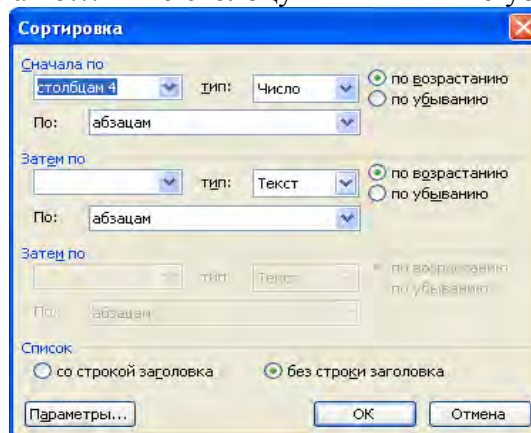 Сортировка
Сначала по
столбцам 4 тип: Число по возрастанию
по убыванию
По: абзацам
Затем по
тип: Текст по возрастанию
по убыванию
По: абзацам
Затем по
тип: Текст по возрастанию
по убыванию
По: абзацам
Список
со строкой заголовка без строки заголовка
Параметры... ОК Отмена